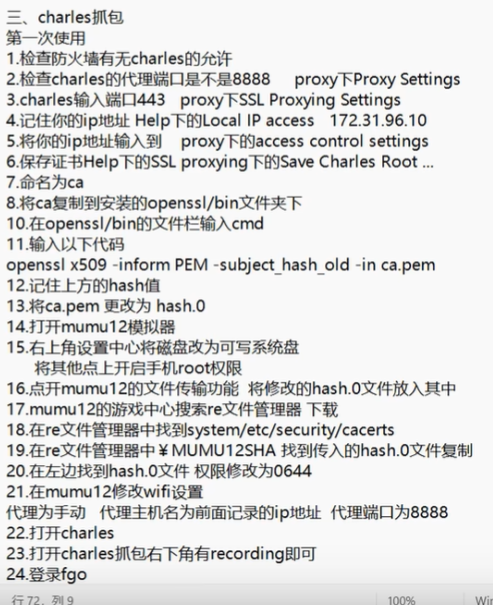 三、charles抓包
第一次使用
1.检查防火墙有无charles的允许
2.检查charles的代理端口是不是8888 proxy下Proxy Settings
3.charles输入端口443 proxy下SSL Proxying Settings
4.记住你的ip地址 Help下的Local IP access 172.31.96.10
5.将你的ip地址输入到 proxy下的access control settings
6.保存证书Help下的SSL proxying下的Save Charles Root ...
7.命名为ca
8.将ca复制到安装的openssl/bin文件夹下
10.在openssl/bin的文件栏输入cmd
11.输入以下代码
openssl x509 -inform PEM -subject_hash_old -in ca.pem
12.记住上方的hash值
13.将ca.pem 更改为 hash.0
14.打开mumu12模拟器
15.右上角设置中心将磁盘改为可写系统盘
将其他点上开启手机root权限
16.点开mumu12的文件传输功能 将修改的hash.0文件放入其中
17.mumu12的游戏中心搜索re文件管理器 下载
18.在re文件管理器中找到system/etc/security/cacerts
19.在re文件管理器中￥MUMU12SHA 找到传入的hash.0文件复制
20.在左边找到hash.0文件 权限修改为0644
21.在mumu12修改wifi设置
代理为手动 代理主机名为前面记录的ip地址 代理端口为8888
22.打开charles
23.打开charles抓包右下角有recording即可
24.登录fgo
行 72，列 9 100% Win